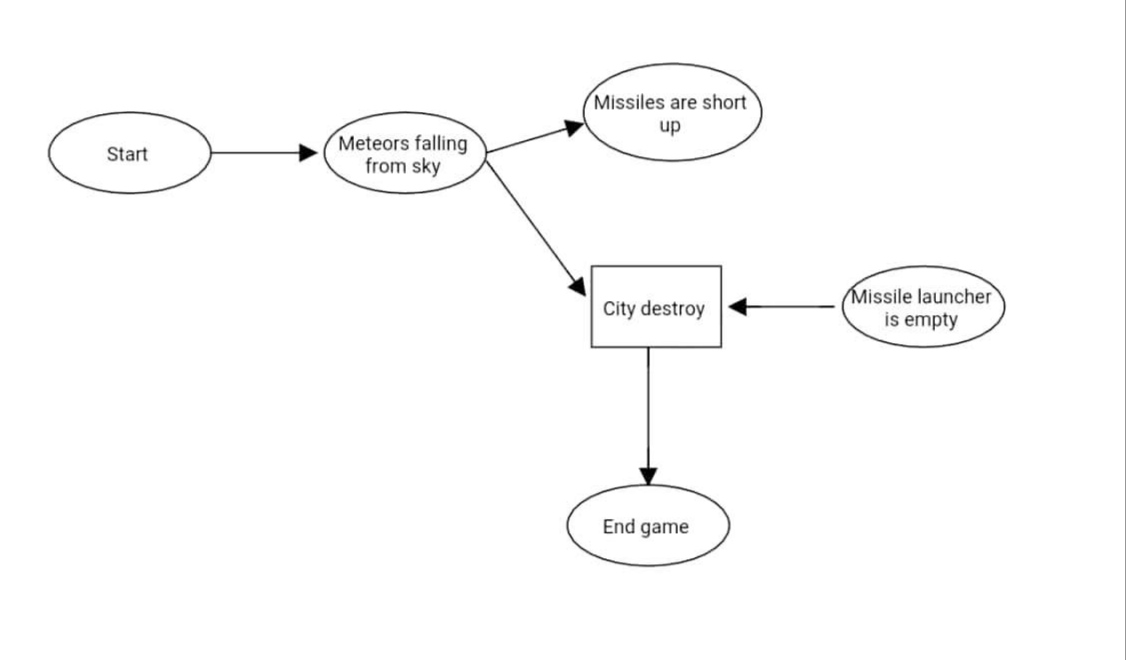 Start
Meteors falling
from sky
Missiles are short
up
City destroy
Missile launcher
is empty
End game